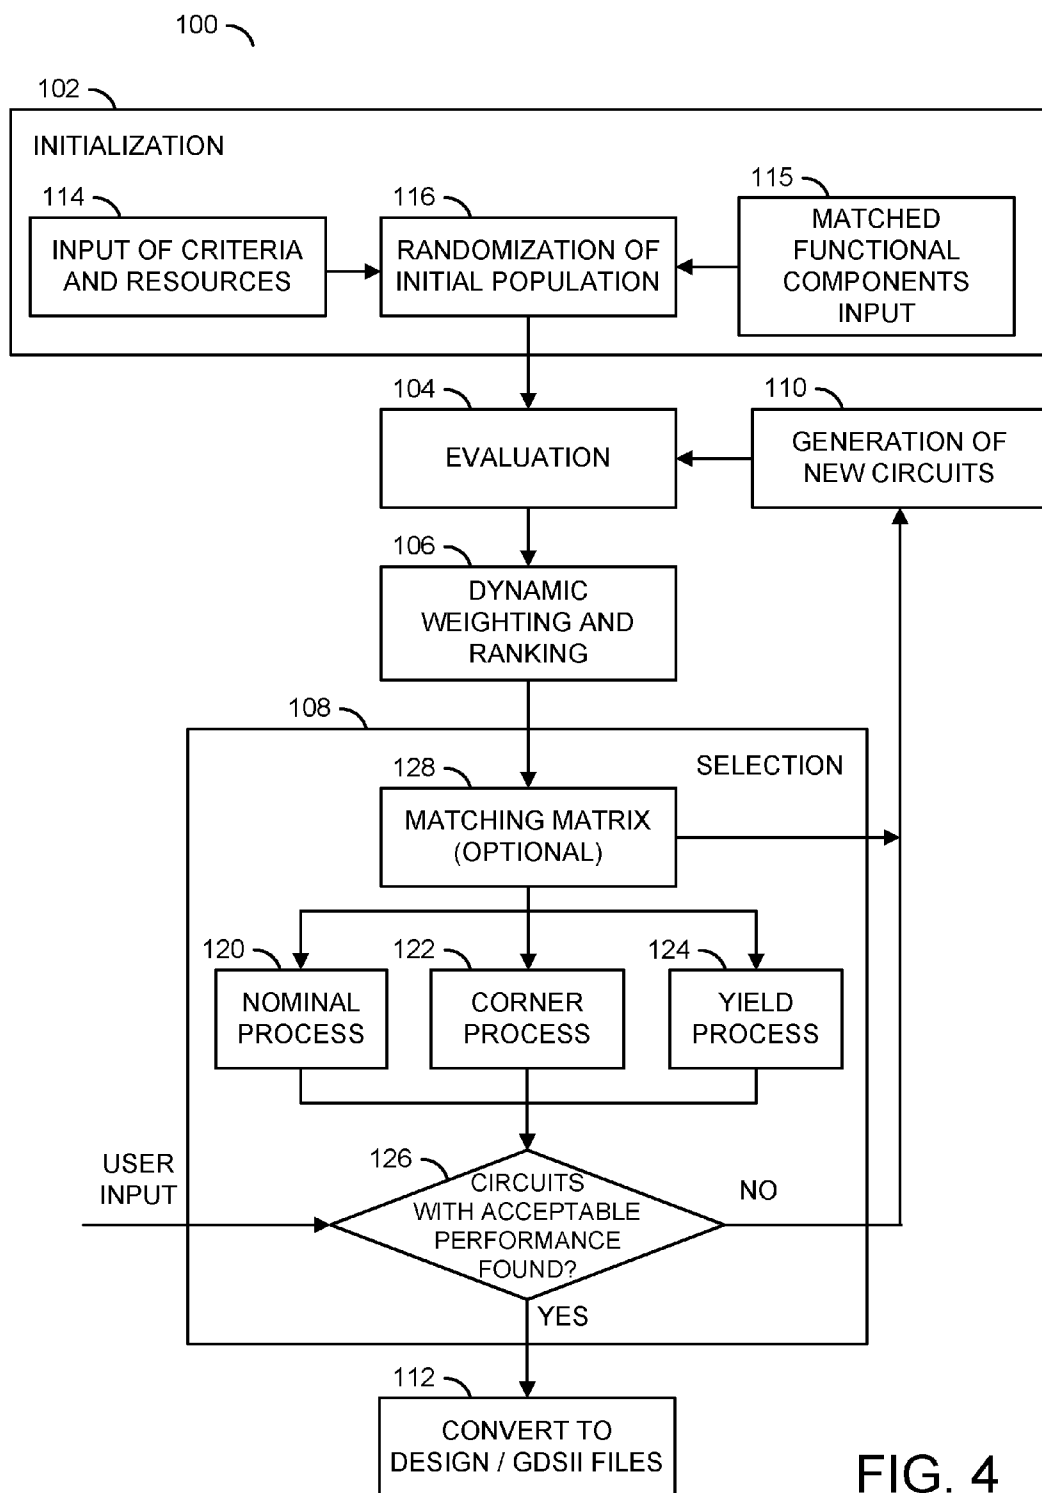 100
102
INITIALIZATION
114
INPUT OF CRITERIA
AND RESOURCES
116
RANDOMIZATION OF
INITIAL POPULATION
115
MATCHED
FUNCTIONAL
COMPONENTS
INPUT
104
EVALUATION
110
GENERATION OF
NEW CIRCUITS
106
DYNAMIC
WEIGHTING AND
RANKING
108
SELECTION
128
MATCHING MATRIX
(OPTIONAL)
120
NOMINAL
PROCESS
122
CORNER
PROCESS
124
YIELD
PROCESS
USER
INPUT
126
CIRCUITS
WITH ACCEPTABLE
PERFORMANCE
FOUND?
NO
YES
112
CONVERT TO
DESIGN / GDSII FILES
FIG. 4